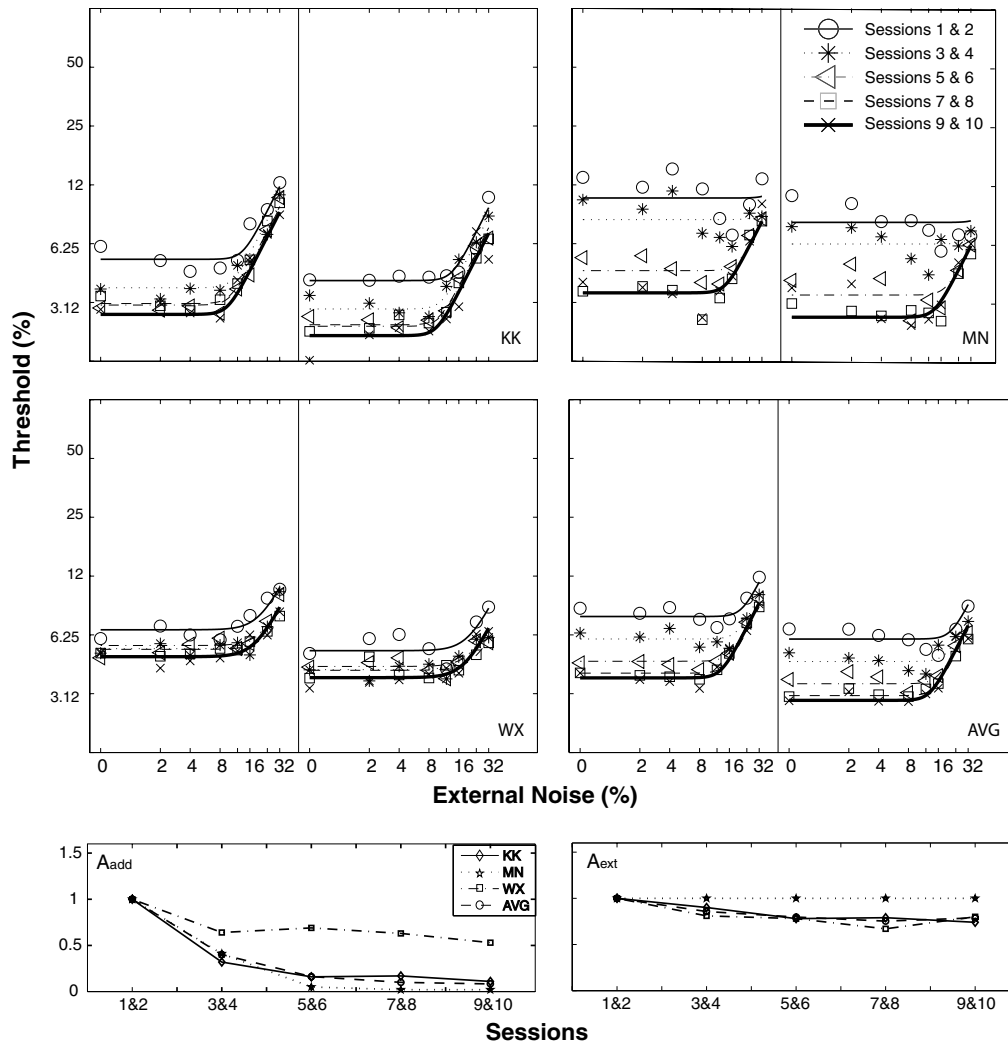 Sessions 1 & 2
Sessions 3 & 4
Sessions 5 & 6
Sessions 7 & 8
Sessions 9 & 10
50
25
12
6.25
3.12
KK
MN
Threshold (%)
50
25
12
6.25
3.12
WX
AVG
0 2 4 8 16 32 0 2 4 8 16 32 0 2 4 8 16 32 0 2 4 8 16 32
External Noise (%)
Aadd
KK
MN
WX
AVG
1.5
1
0.5
0
1&2 3&4 5&6 7&8 9&10
Aext
1&2 3&4 5&6 7&8 9&10
Sessions